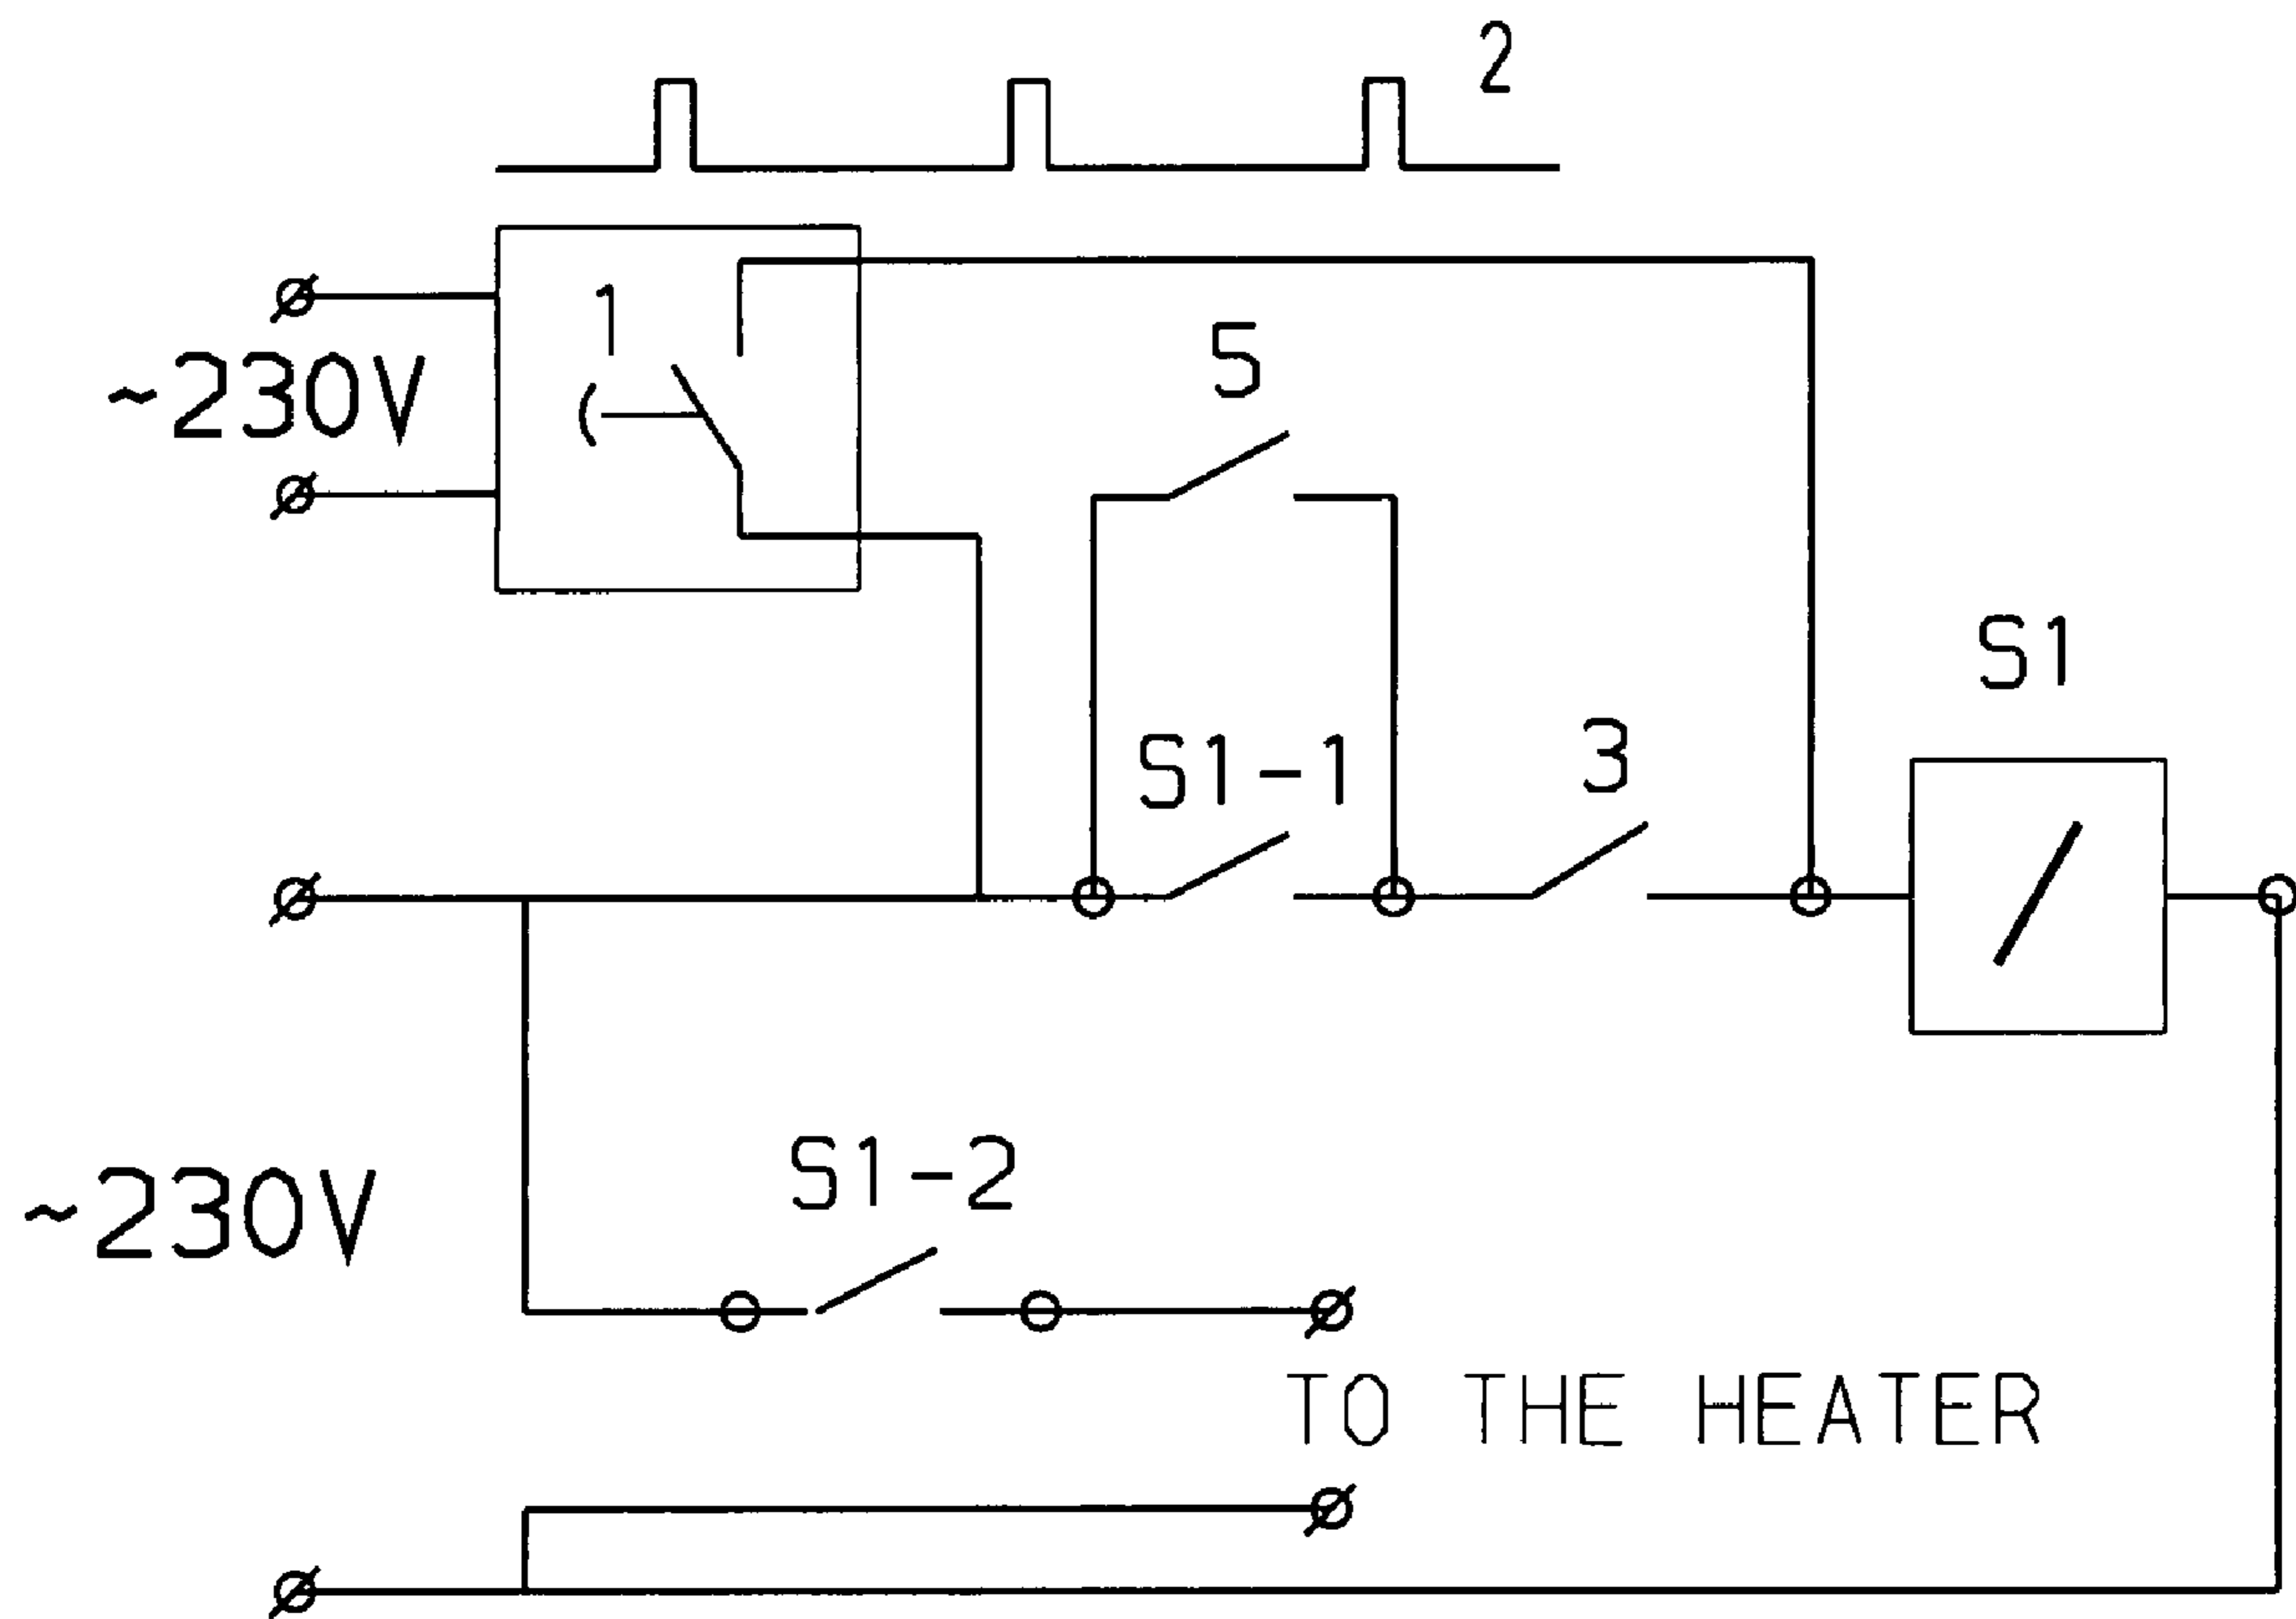 2
1
~230V
5
S1
S1-1
3
S1-2
~230V
TO THE HEATER